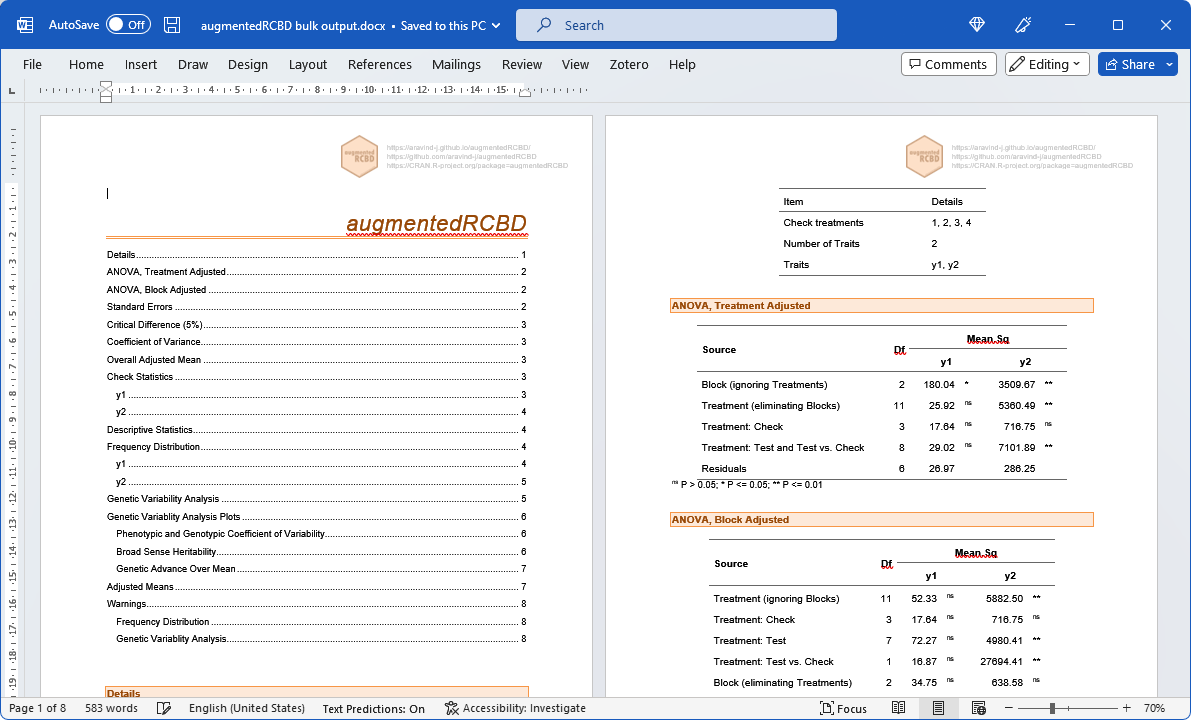 AutoSave Off augmentedRCBD bulk output.docx • Saved to this PC Search
File Home Insert Draw Design Layout References Mailings Review View Zotero Help Comments Editing Share
1 2 3 4 5 6 7 8 9 10 11 12 13 14 15
augmented RCBD
https://aravind-j.github.io/augmentedRCBD/
https://github.com/aravind-j/augmentedRCBD
https://CRAN.R-project.org/package=augmentedRCBD
augmentedRCBD
Details 1
ANOVA, Treatment Adjusted 2
ANOVA, Block Adjusted 2
Standard Errors 2
Critical Difference (5%) 3
Coefficient of Variance 3
Overall Adjusted Mean 3
Check Statistics 3
y1 3
y2 4
Descriptive Statistics 4
Frequency Distribution 4
y1 4
y2 5
Genetic Variability Analysis 5
Genetic Variablity Analysis Plots 6
Phenotypic and Genotypic Coefficient of Variability 6
Broad Sense Heritability 6
Genetic Advance Over Mean 7
Adjusted Means 7
Warnings 8
Frequency Distribution 8
Genetic Variablity Analysis 8
Details
augmented RCBD
https://aravind-j.github.io/augmentedRCBD/
https://github.com/aravind-j/augmentedRCBD
https://CRAN.R-project.org/package=augmentedRCBD
Item Details
Check treatments 1, 2, 3, 4
Number of Traits 2
Traits y1, y2
ANOVA, Treatment Adjusted
Source Df Mean Sq
y1 y2
Block (ignoring Treatments) 2 180.04 * 3509.67 **
Treatment (eliminating Blocks) 11 25.92 ns 5360.49 **
Treatment: Check 3 17.64 ns 716.75 ns
Treatment: Test and Test vs. Check 8 29.02 ns 7101.89 **
Residuals 6 26.97 286.25
ns P > 0.05; * P <= 0.05; ** P <= 0.01
ANOVA, Block Adjusted
Source Df Mean Sq
y1 y2
Treatment (ignoring Blocks) 11 52.33 ns 5882.50 **
Treatment: Check 3 17.64 ns 716.75 ns
Treatment: Test 7 72.27 ns 4980.41 **
Treatment: Test vs. Check 1 16.87 ns 27694.41 **
Block (eliminating Treatments) 2 34.75 ns 638.58 ns
Page 1 of 8 583 words English (United States) Text Predictions: On Accessibility: Investigate Focus 70%